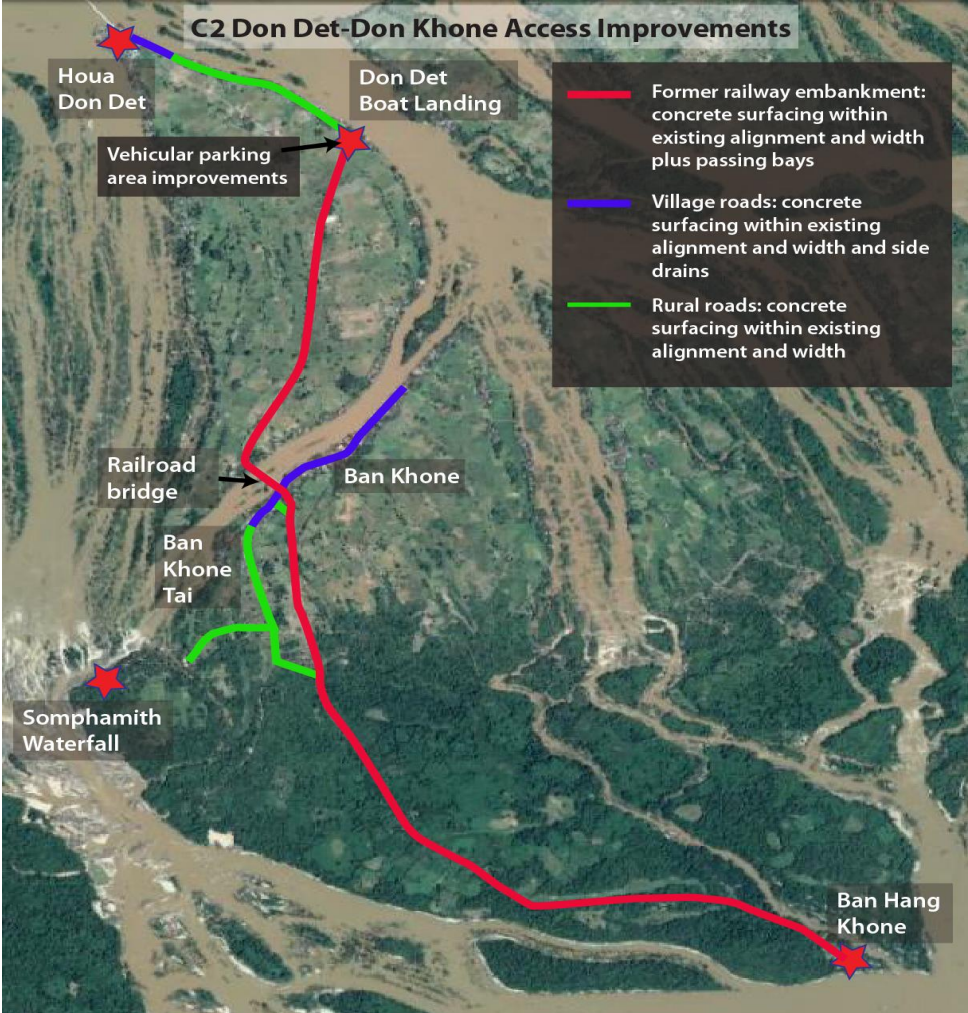 C2 Don Det-Don Khone Access Improvements
Houa
Don Det
Don Det
Boat Landing
Vehicular parking
area improvements
Former railway embankment:
concrete surfacing within
existing alignment and width
plus passing bays
Village roads: concrete
surfacing within existing
alignment and width and side
drains
Rural roads: concrete
surfacing within existing
alignment and width
Railroad
bridge
Ban Khone
Ban
Khone
Tai
Somphamith
Waterfall
Ban Hang
Khone